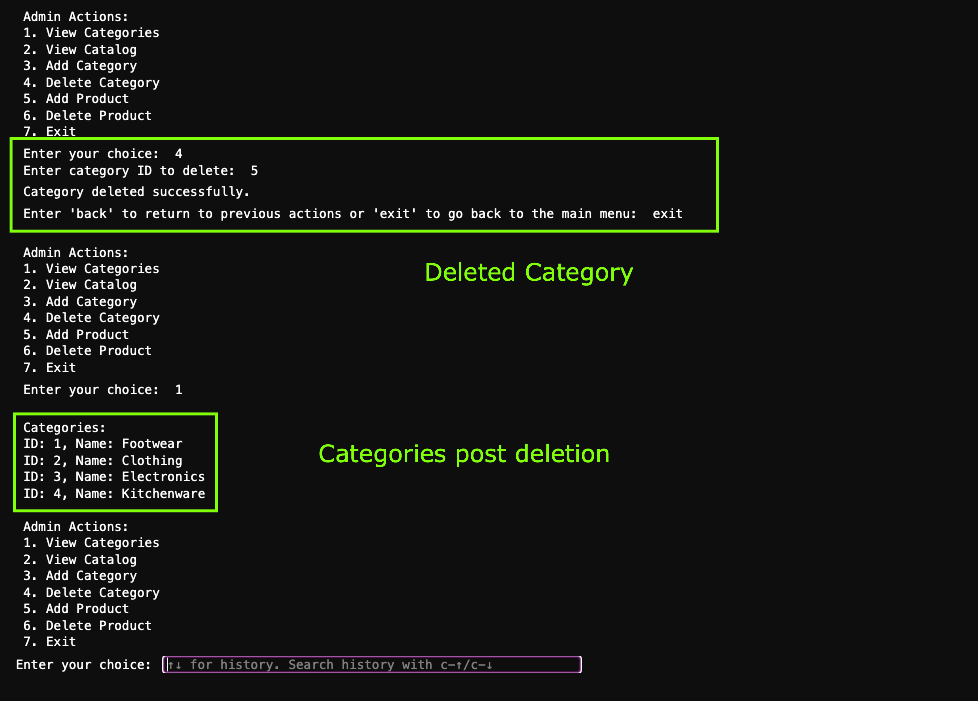 Admin Actions:
1. View Categories
2. View Catalog
3. Add Category
4. Delete Category
5. Add Product
6. Delete Product
7. Exit
Enter your choice:  4
Enter category ID to delete:  5
Category deleted successfully.
Enter 'back' to return to previous actions or 'exit' to go back to the main menu:  exit
Admin Actions:
1. View Categories
2. View Catalog
3. Add Category
4. Delete Category
5. Add Product
6. Delete Product
7. Exit
Deleted Category
Enter your choice:  1
Categories:
ID: 1, Name: Footwear
ID: 2, Name: Clothing
ID: 3, Name: Electronics
ID: 4, Name: Kitchenware
Categories post deletion
Admin Actions:
1. View Categories
2. View Catalog
3. Add Category
4. Delete Category
5. Add Product
6. Delete Product
7. Exit
Enter your choice: ↑↓ for history. Search history with c-↑/c-↓